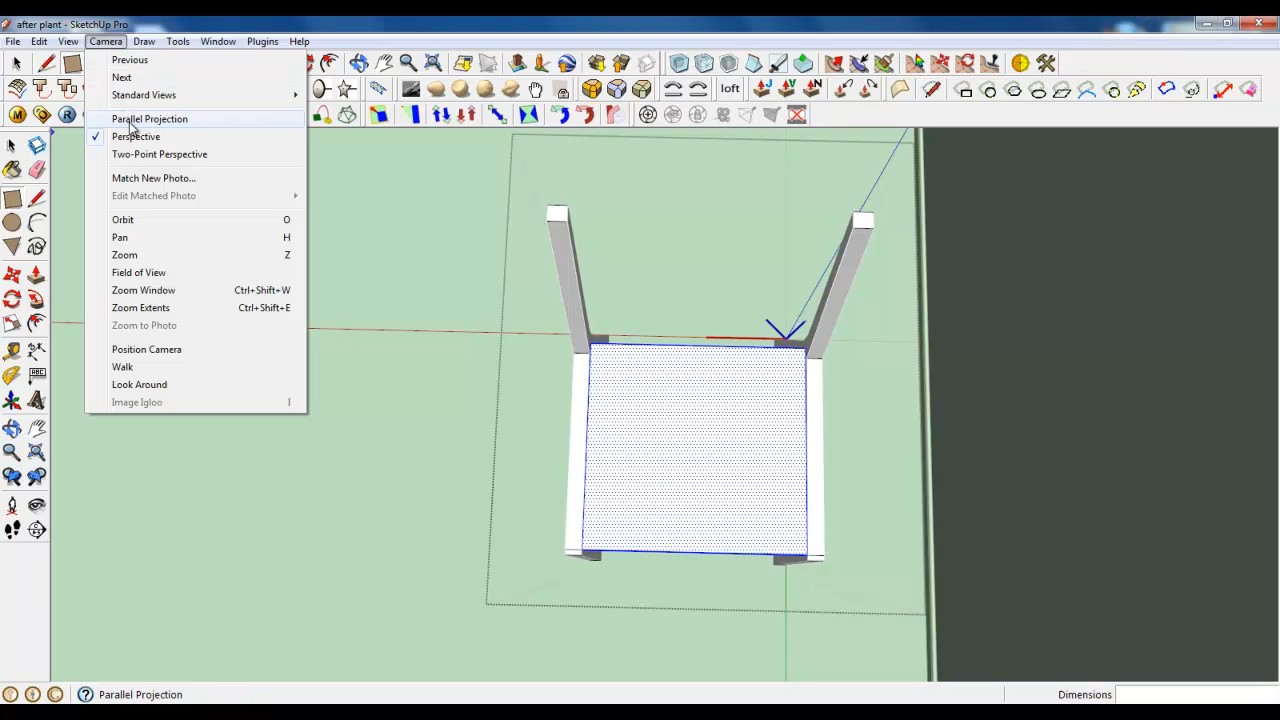 after plant - SketchUp Pro
File Edit View Camera Draw Tools Window Plugins Help
Previous
Next
Standard Views
Parallel Projection
Perspective
Two-Point Perspective
Match New Photo...
Edit Matched Photo
Orbit O
Pan H
Zoom Z
Field of View
Zoom Window Ctrl+Shift+W
Zoom Extents Ctrl+Shift+E
Zoom to Photo
Position Camera
Walk
Look Around
Image Igloo I
loft
J V N
M R
ABC
Parallel Projection
Dimensions